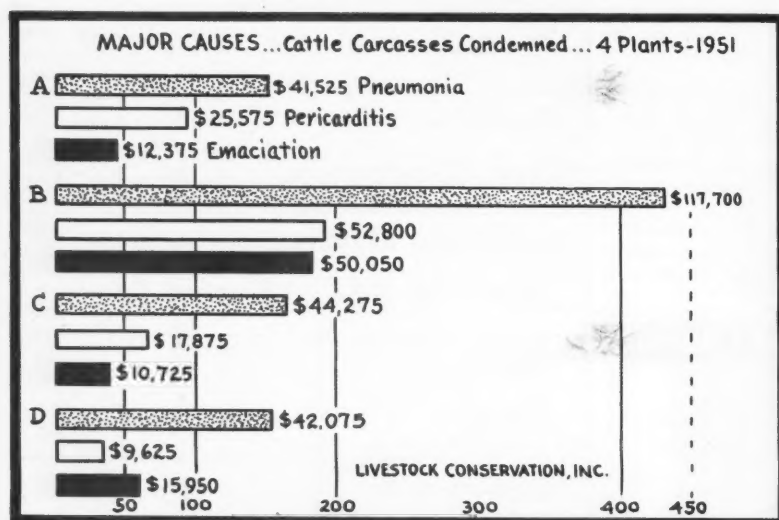 MAJOR CAUSES... Cattle Carcasses Condemned... 4 Plants-1951
A
$41,525 Pneumonia
$25,575 Pericarditis
$12,375 Emaciation
B
$117,700
$52,800
$50,050
C
$44,275
$17,875
$10,725
D
$42,075
$9,625
$15,950
LIVESTOCK CONSERVATION, INC.
50 100 200 300 400 450